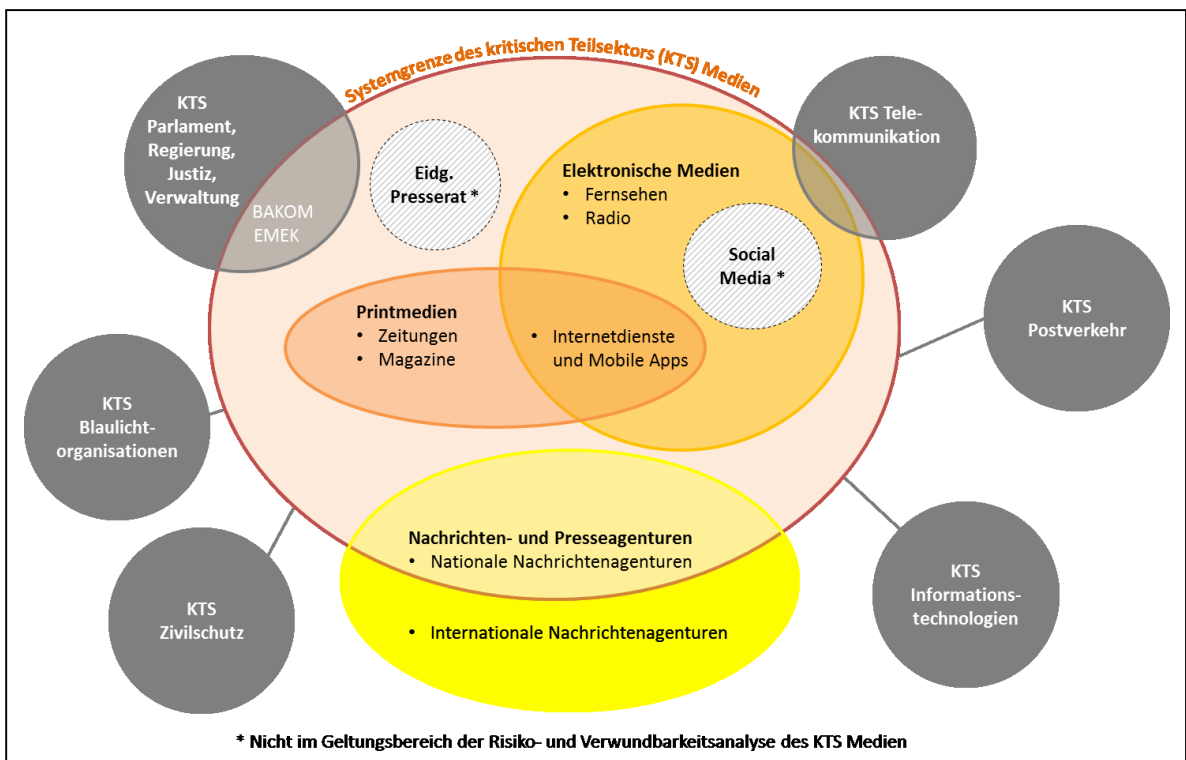 Systemgrenze des kritischen Teilsektors (KTS) Medien
KTS
Parlament,
Regierung,
Justiz,
Verwaltung
BAKOM
EMEK
Eidg.
Presserat *
Elektronische Medien
• Fernsehen
• Radio
Social
Media *
KTS Tele-
kommunikation
Printmedien
• Zeitungen
• Magazine
• Internetdienste
und Mobile Apps
KTS
Postverkehr
KTS
Blaulicht-
organisationen
Nachrichten- und Presseagenturen
• Nationale Nachrichtenagenturen
• Internationale Nachrichtenagenturen
KTS
Zivilschutz
KTS
Informations-
technologien
* Nicht im Geltungsbereich der Risiko- und Verwundbarkeitsanalyse des KTS Medien